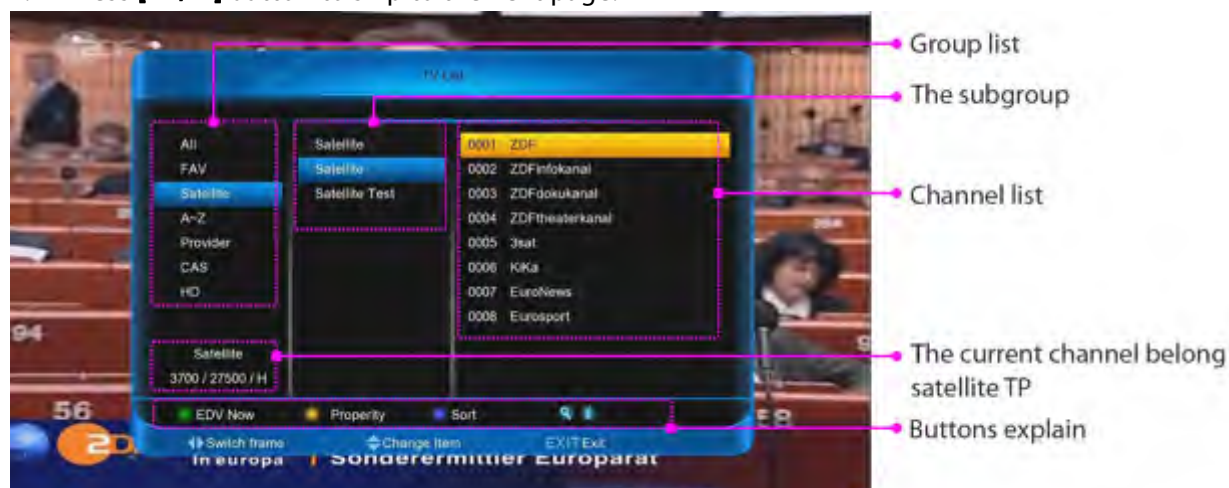 TV List
All
FAV
Satellite
A~Z
Provider
CAS
HD
Satellite
Satellite
Satellite Test
0001 ZDF
0002 ZDFinfokanal
0003 ZDFdokukanal
0004 ZDFtheaterkanal
0005 3sat
0006 KiKa
0007 EuroNews
0008 Eurosport
Satellite
3700 / 27500 / H
EDV Now Properity Sort
Switch frame Change Item EXIT Exit
94
56
in europa Sonderermittler Europarat
Group list
The subgroup
Channel list
The current channel belong
satellite TP
Buttons explain